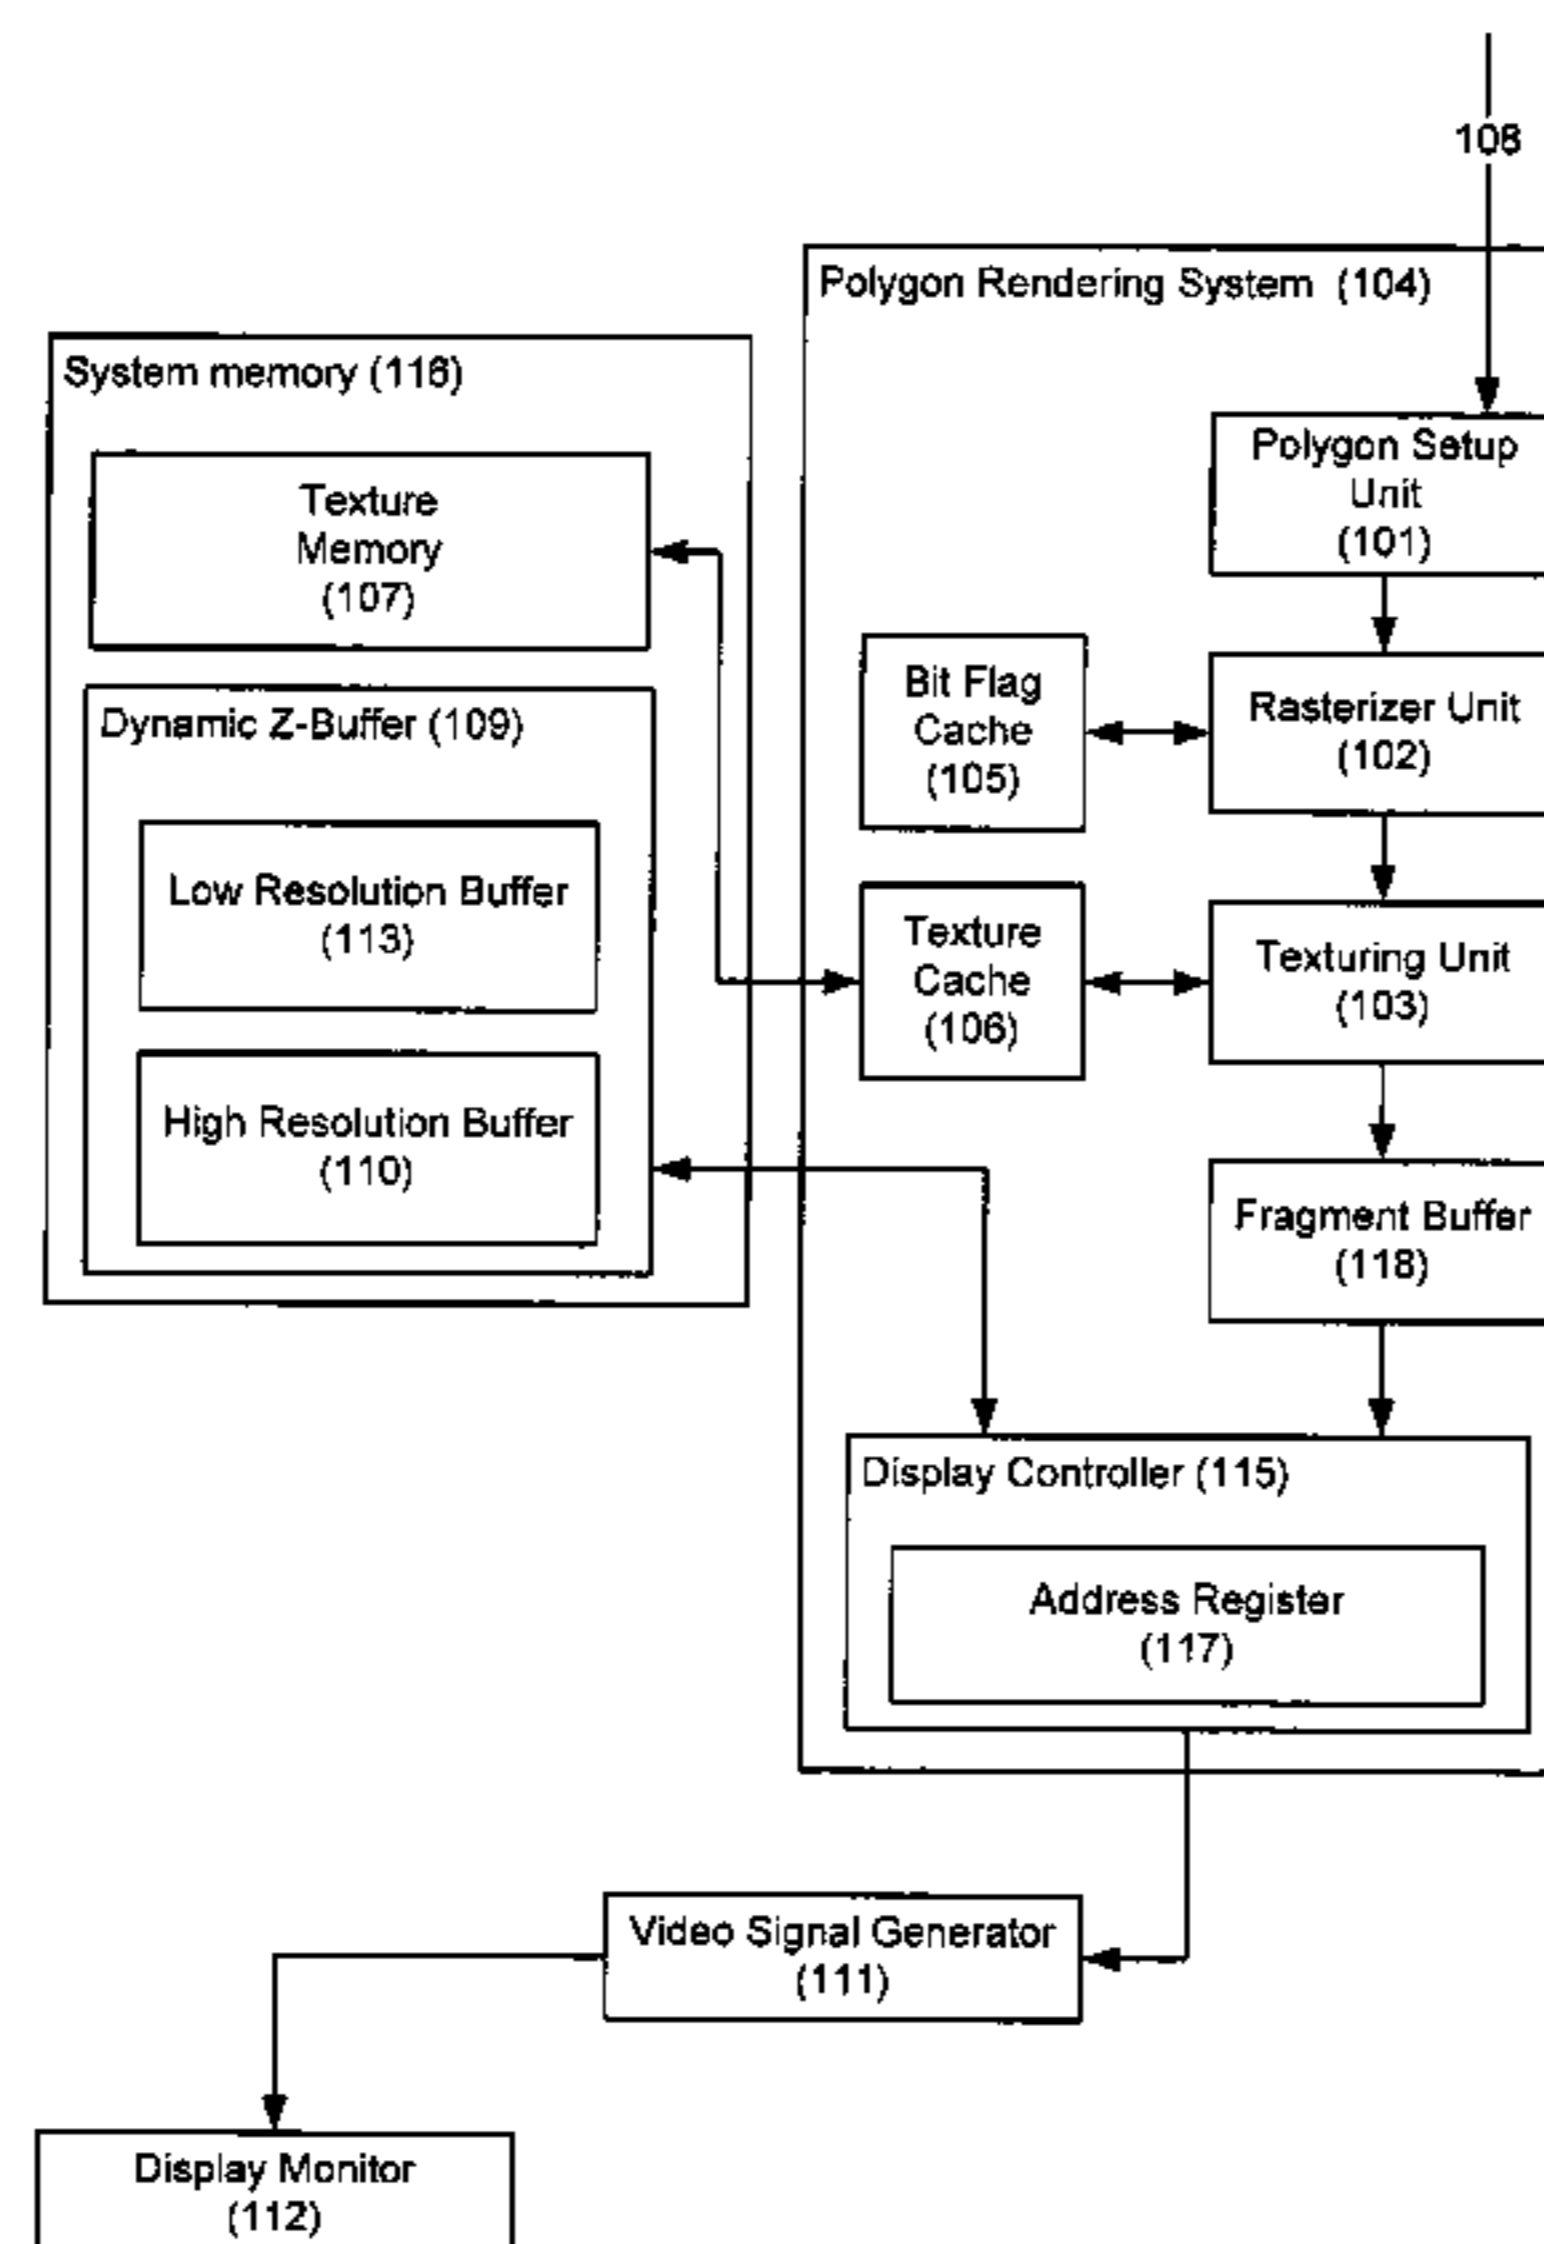 108
Polygon Rendering System (104)
System memory (116)
Polygon Setup
Unit
(101)
Texture
Memory
(107)
Bit Flag
Cache
(105)
Rasterizer Unit
(102)
Dynamic Z-Buffer (109)
Low Resolution Buffer
(113)
Texture
Cache
(106)
Texturing Unit
(103)
High Resolution Buffer
(110)
Fragment Buffer
(118)
Display Controller (115)
Address Register
(117)
Video Signal Generator
(111)
Display Monitor
(112)